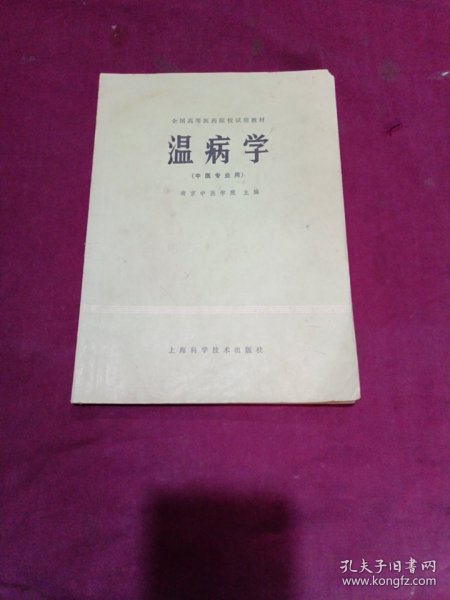 全国高等医药院校试用教材
温病学
(中医专业用)
南京中医学院 主编
上海科学技术出版社
孔夫子旧书网
www.kongfz.com